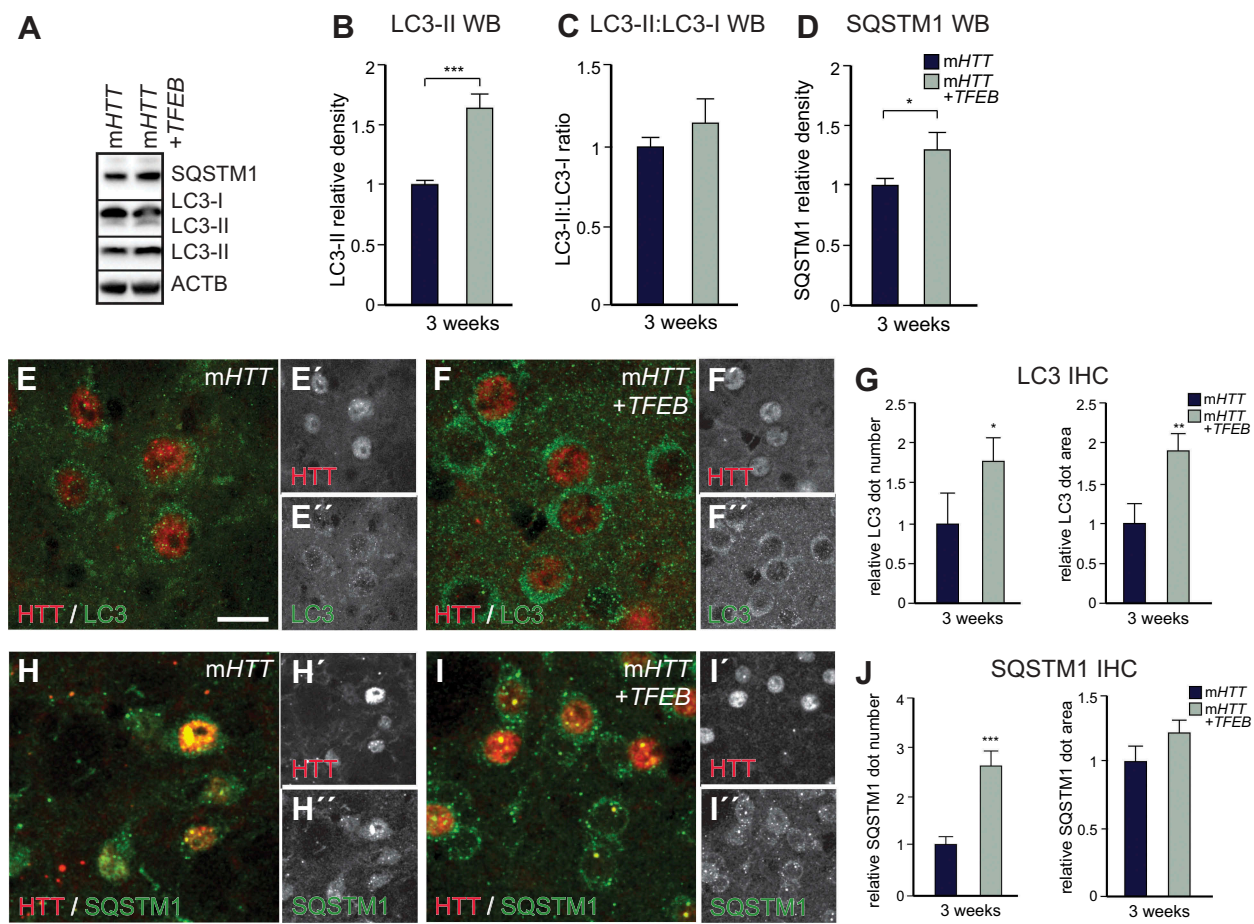 A
mHTT
mHTT
+TFEB
SQSTM1
LC3-I
LC3-II
LC3-II
ACTB
B
LC3-II WB
LC3-II relative density
2
1.5
1
0.5
0
***
3 weeks
C
LC3-II:LC3-I WB
LC3-II:LC3-I ratio
1.5
1.0
0.5
0
3 weeks
D
SQSTM1 WB
mHTT
mHTT
+TFEB
SQSTM1 relative density
2
1.5
1
0.5
0
*
3 weeks
E
mHTT
HTT / LC3
E´
HTT
E´´
LC3
F
mHTT
+TFEB
HTT / LC3
F´
HTT
F´´
LC3
G
LC3 IHC
mHTT
mHTT
+TFEB
relative LC3 dot number
2.5
2
1.5
1
0.5
0
*
3 weeks
relative LC3 dot area
2.5
2
1.5
1
0.5
0
**
3 weeks
H
mHTT
HTT / SQSTM1
H´
HTT
H´´
SQSTM1
I
mHTT
+TFEB
HTT / SQSTM1
I´
HTT
I´´
SQSTM1
J
SQSTM1 IHC
mHTT
mHTT
+TFEB
relative SQSTM1 dot number
4
3
2
1
0
***
3 weeks
relative SQSTM1 dot area
1.5
1
0.5
0
3 weeks